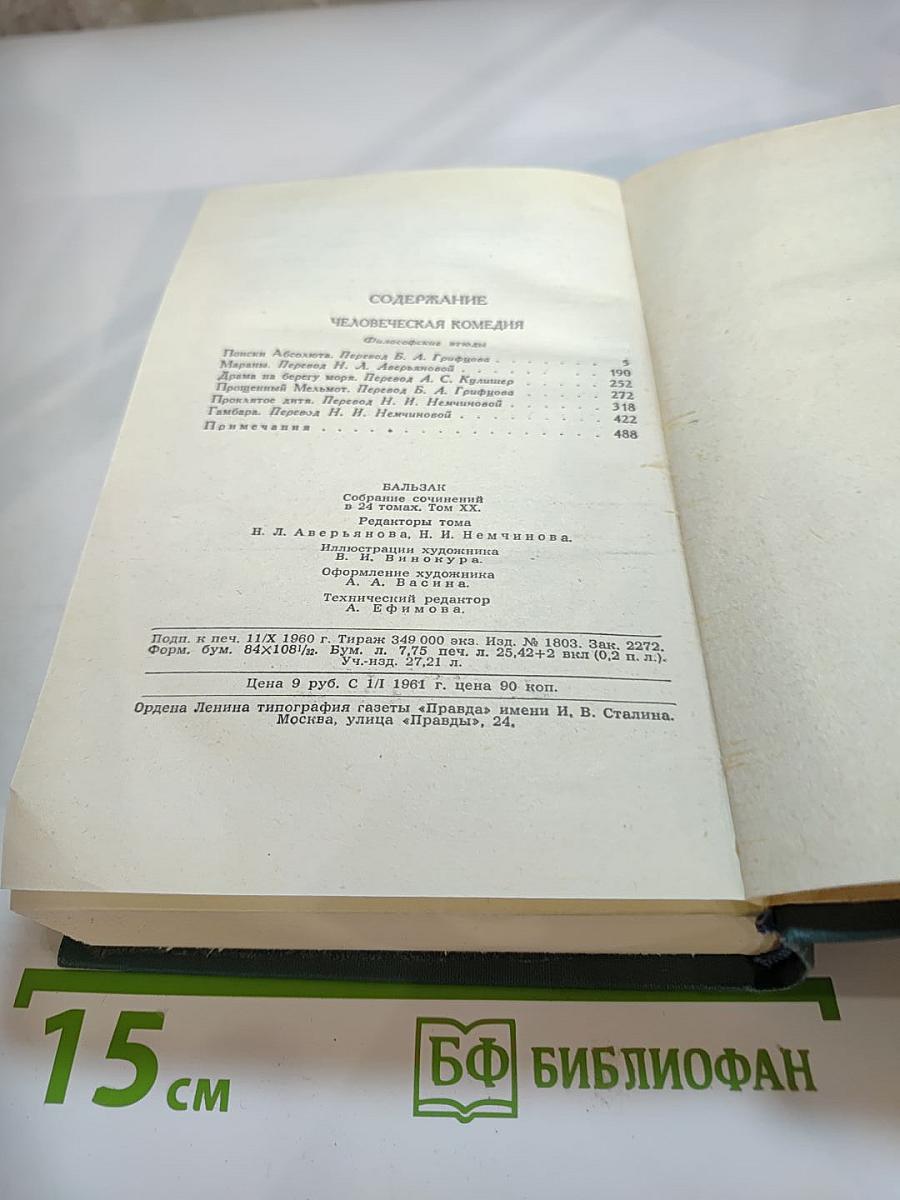 СОДЕРЖАНИЕ
ЧЕЛОВЕЧЕСКАЯ КОМЕДИЯ
Философские этюды
Поиски Абсолюта. Перевод Б. А. Грифцова . . . . . . . 5
Мараны. Перевод Н. Л. Аверьяновой . . . . . . . . 190
Драма на берегу моря. Перевод А. С. Кулишер . . . . . 252
Прощенный Мельмот. Перевод Б. А. Грифцова . . . . . 272
Проклятое дитя. Перевод Н. И. Немчиновой . . . . . . 318
Гамбара. Перевод Н. И. Немчиновой . . . . . . . . 422
Примечания . . . . . . . . . . . . . . 488
БАЛЬЗАК
Собрание сочинений
в 24 томах. Том XX.
Редакторы тома
Н. Л. Аверьянова, Н. И. Немчинова.
Иллюстрации художника
В. И. Винокура.
Оформление художника
А. А. Васина.
Технический редактор
А. Ефимова.
Подп. к печ. 11/X 1960 г. Тираж 349 000 экз. Изд. № 1803. Зак. 2272.
Форм. бум. 84×108¹/₃₂. Бум. л. 7,75 печ. л. 25,42+2 вкл (0,2 п. л.).
Уч.-изд. 27,21 л.
Цена 9 руб. С 1/I 1961 г. цена 90 коп.
Ордена Ленина типография газеты «Правда» имени И. В. Сталина.
Москва, улица «Правды», 24.
15 см
БФ БИБЛИОФАН